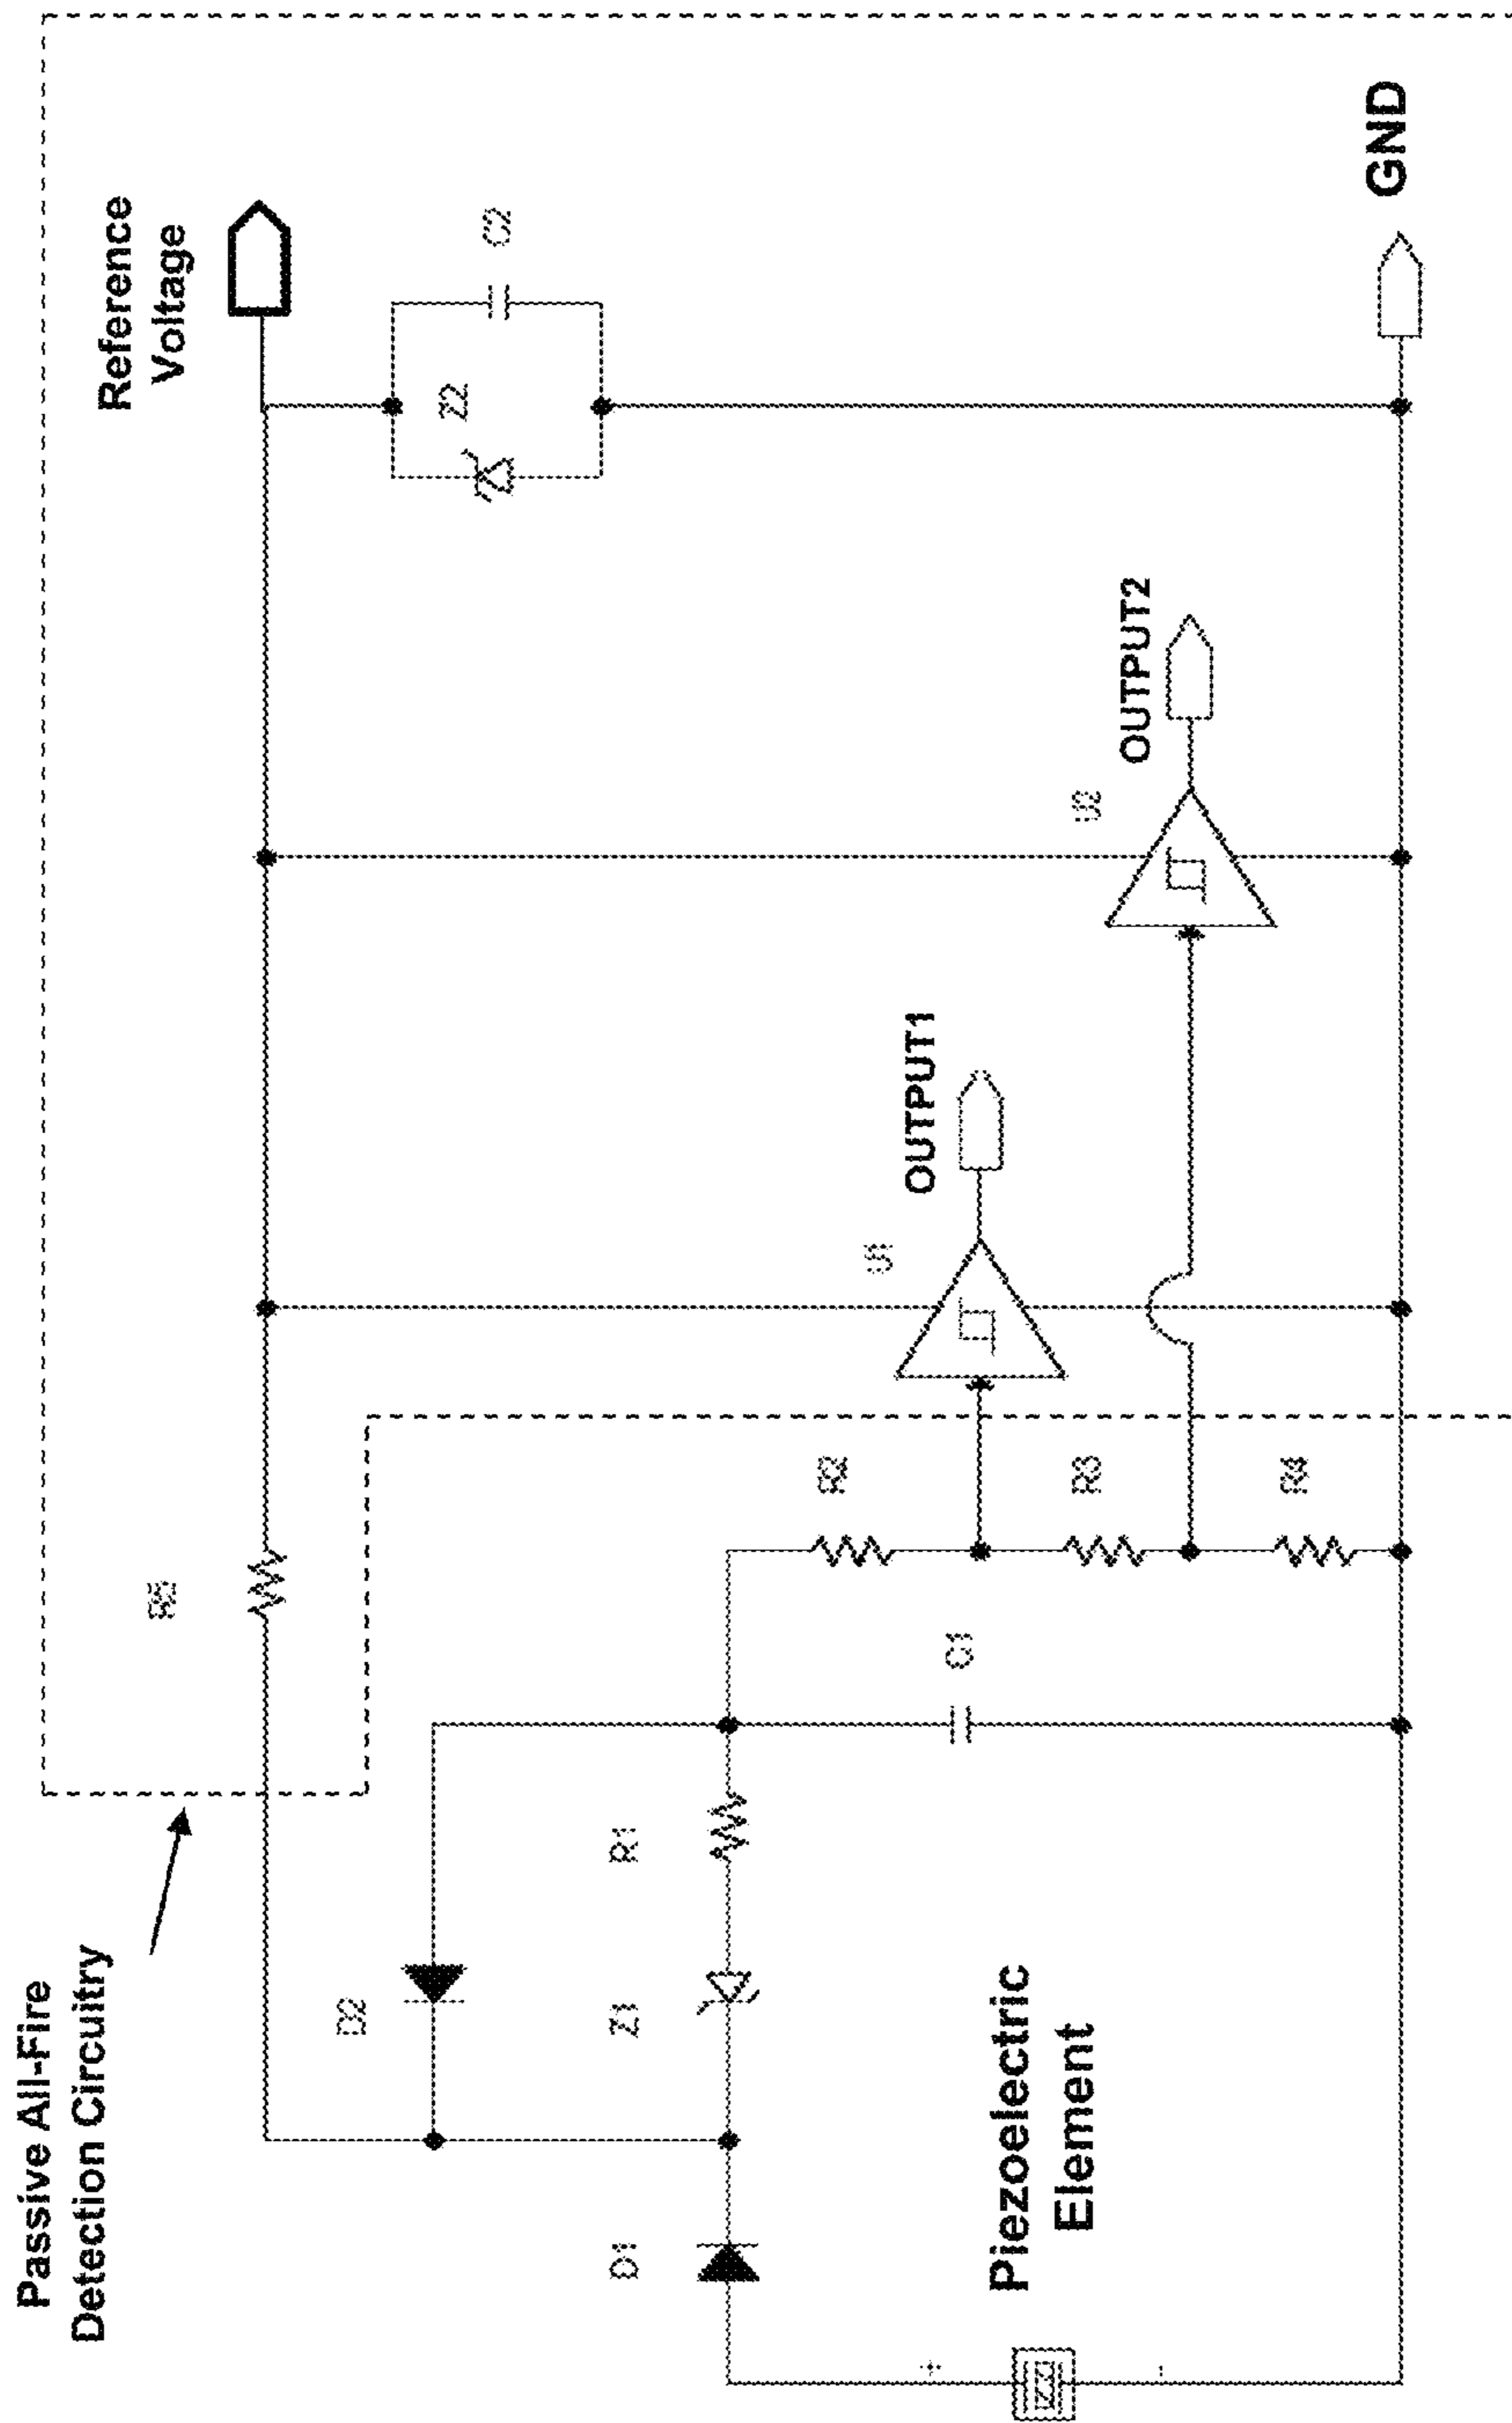 Passive All-Fire
Detection Circuitry
R5
Reference
Voltage
D2
Z2
C2
D1
Z1
R1
R2
U1
OUTPUT1
C1
R3
U2
OUTPUT2
R4
Piezoelectric
Element
+
-
GND